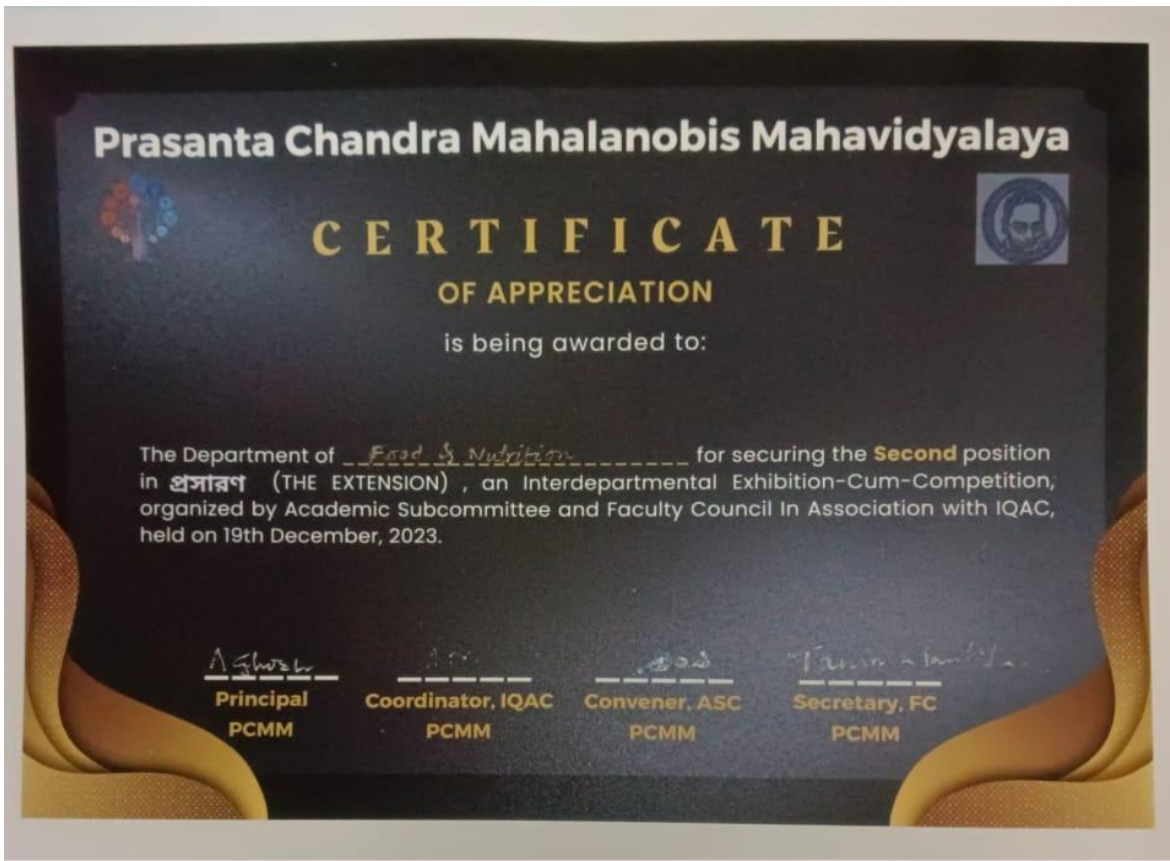 Prasanta Chandra Mahalanobis Mahavidyalaya
CERTIFICATE
OF APPRECIATION
is being awarded to:
The Department of Food & Nutrition for securing the Second position
in প্রসারণ (THE EXTENSION) , an Interdepartmental Exhibition-Cum-Competition,
organized by Academic Subcommittee and Faculty Council In Association with IQAC,
held on 19th December, 2023.
AGhosh
Principal Coordinator, IQAC Convener, ASC Secretary, FC
PCMM PCMM PCMM PCMM